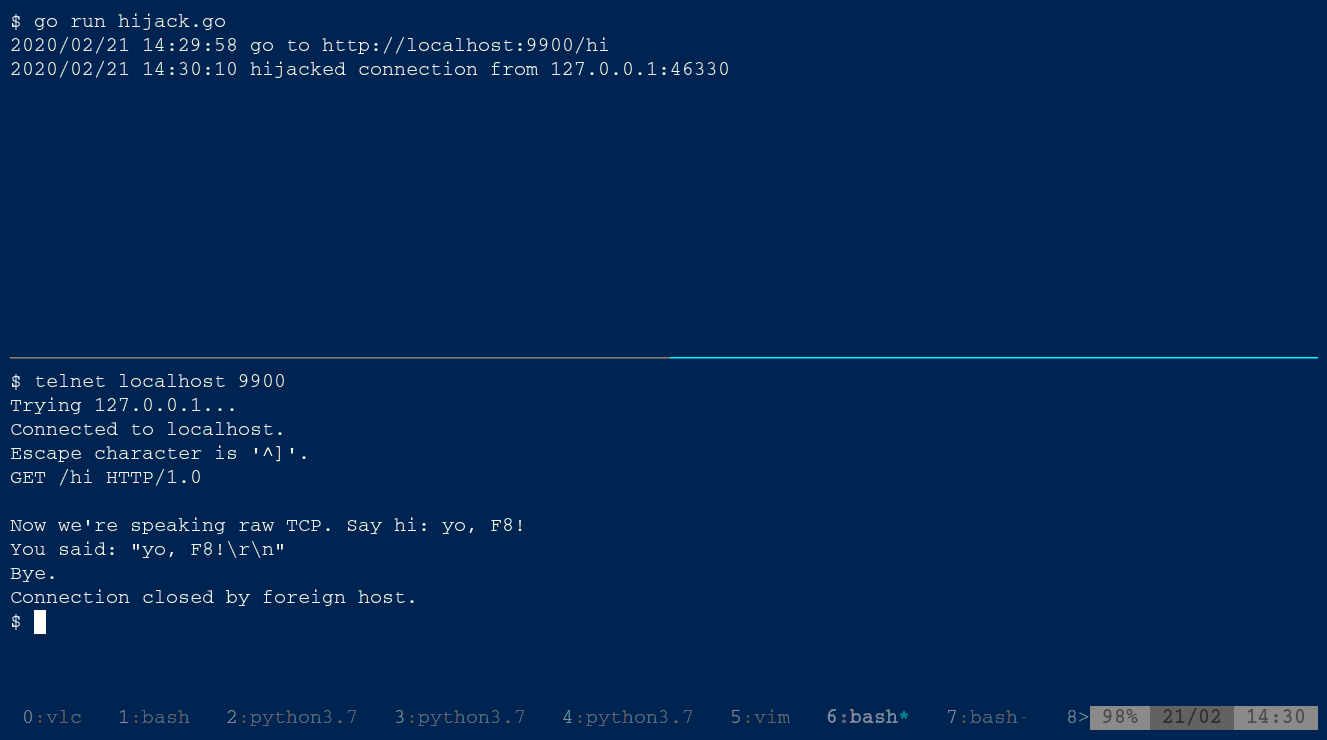 $ go run hijack.go
2020/02/21 14:29:58 go to http://localhost:9900/hi
2020/02/21 14:30:10 hijacked connection from 127.0.0.1:46330
$ telnet localhost 9900
Trying 127.0.0.1...
Connected to localhost.
Escape character is '^]'.
GET /hi HTTP/1.0
Now we're speaking raw TCP. Say hi: yo, F8!
You said: "yo, F8!\r\n"
Bye.
Connection closed by foreign host.
$
0:vlc 1:bash 2:python3.7 3:python3.7 4:python3.7 5:vim 6:bash* 7:bash- 8> 98% 21/02 14:30